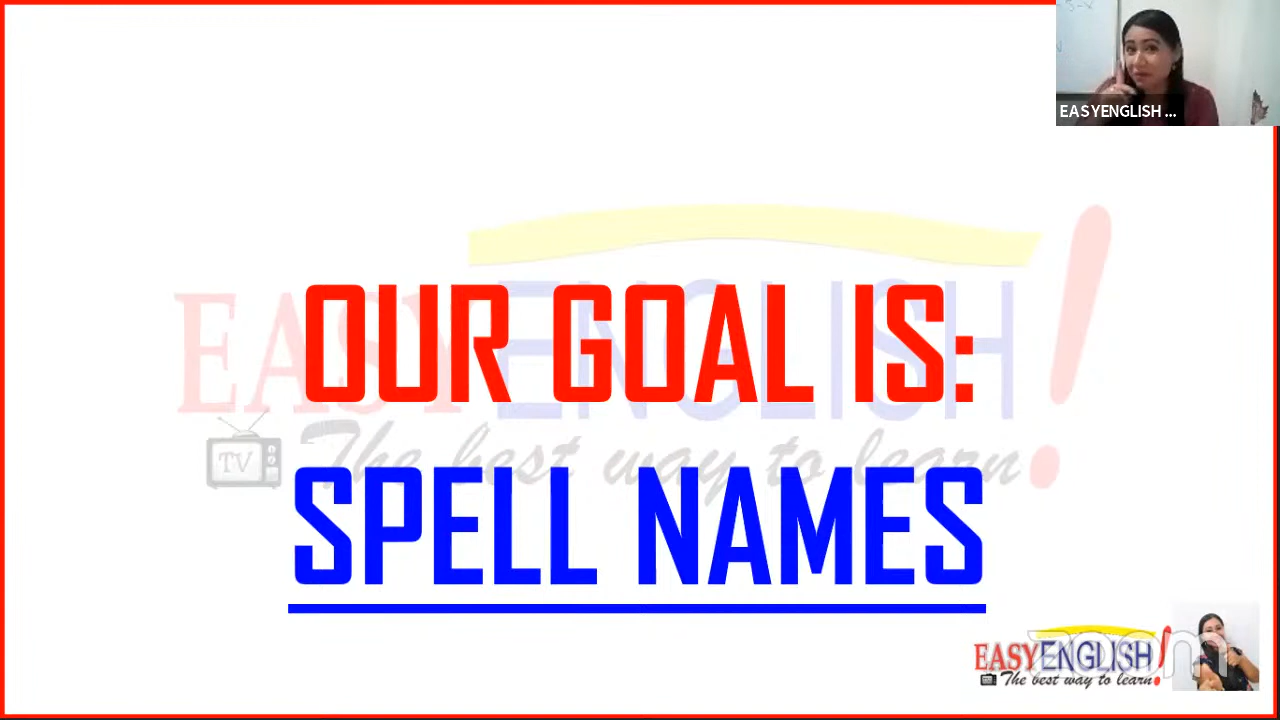 EASYENGLISH ...
EASYENGLISH!
OUR GOAL IS:
TV The best way to learn
SPELL NAMES
zoom
EASYENGLISH!
The best way to learn